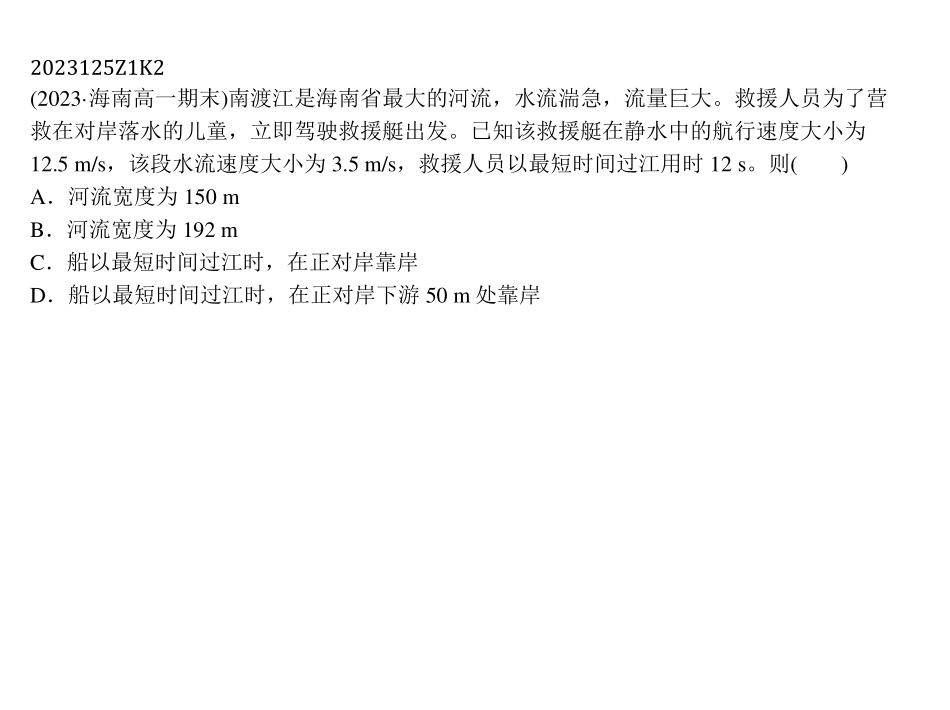 2023125Z1K2
(2023·海南高一期末)南渡江是海南省最大的河流，水流湍急，流量巨大。救援人员为了营
救在对岸落水的儿童，立即驾驶救援艇出发。已知该救援艇在静水中的航行速度大小为
12.5 m/s，该段水流速度大小为 3.5 m/s，救援人员以最短时间过江用时 12 s。则(　　)
A．河流宽度为 150 m
B．河流宽度为 192 m
C．船以最短时间过江时，在正对岸靠岸
D．船以最短时间过江时，在正对岸下游 50 m 处靠岸